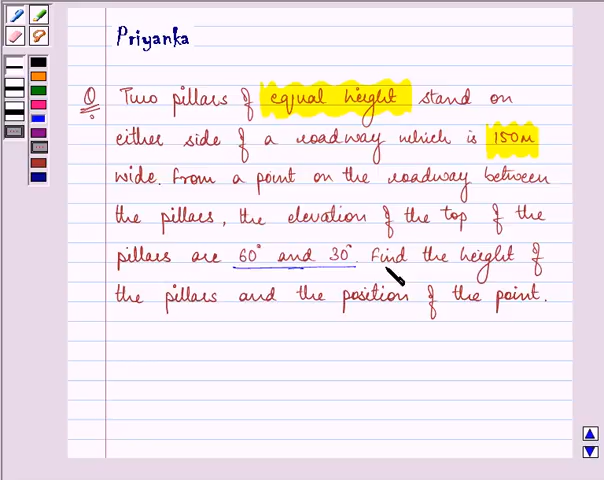 Priyanka
Q Two pillars of equal height stand on
either side of a roadway which is 150m
wide. From a point on the roadway between
the pillars, the elevation of the top of the
pillars are 60° and 30°. Find the height of
the pillars and the position of the point.